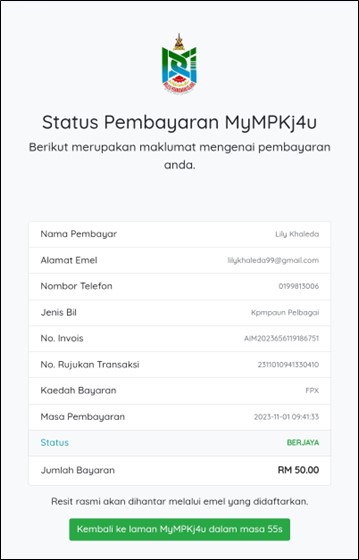 Status Pembayaran MyMPKj4u
Berikut merupakan maklumat mengenai pembayaran
anda.
Nama Pembayar Lily Khaleda
Alamat Emel lilykhaleda99@gmail.com
Nombor Telefon 0199813006
Jenis Bil Kpmpaun Pelbagai
No. Invois AIM2023656119186751
No. Rujukan Transaksi 2311010941330410
Kaedah Bayaran FPX
Masa Pembayaran 2023-11-01 09:41:33
Status BERJAYA
Jumlah Bayaran RM 50.00
Resit rasmi akan dihantar melalui emel yang didaftarkan.
Kembali ke laman MyMPKj4u dalam masa 55s